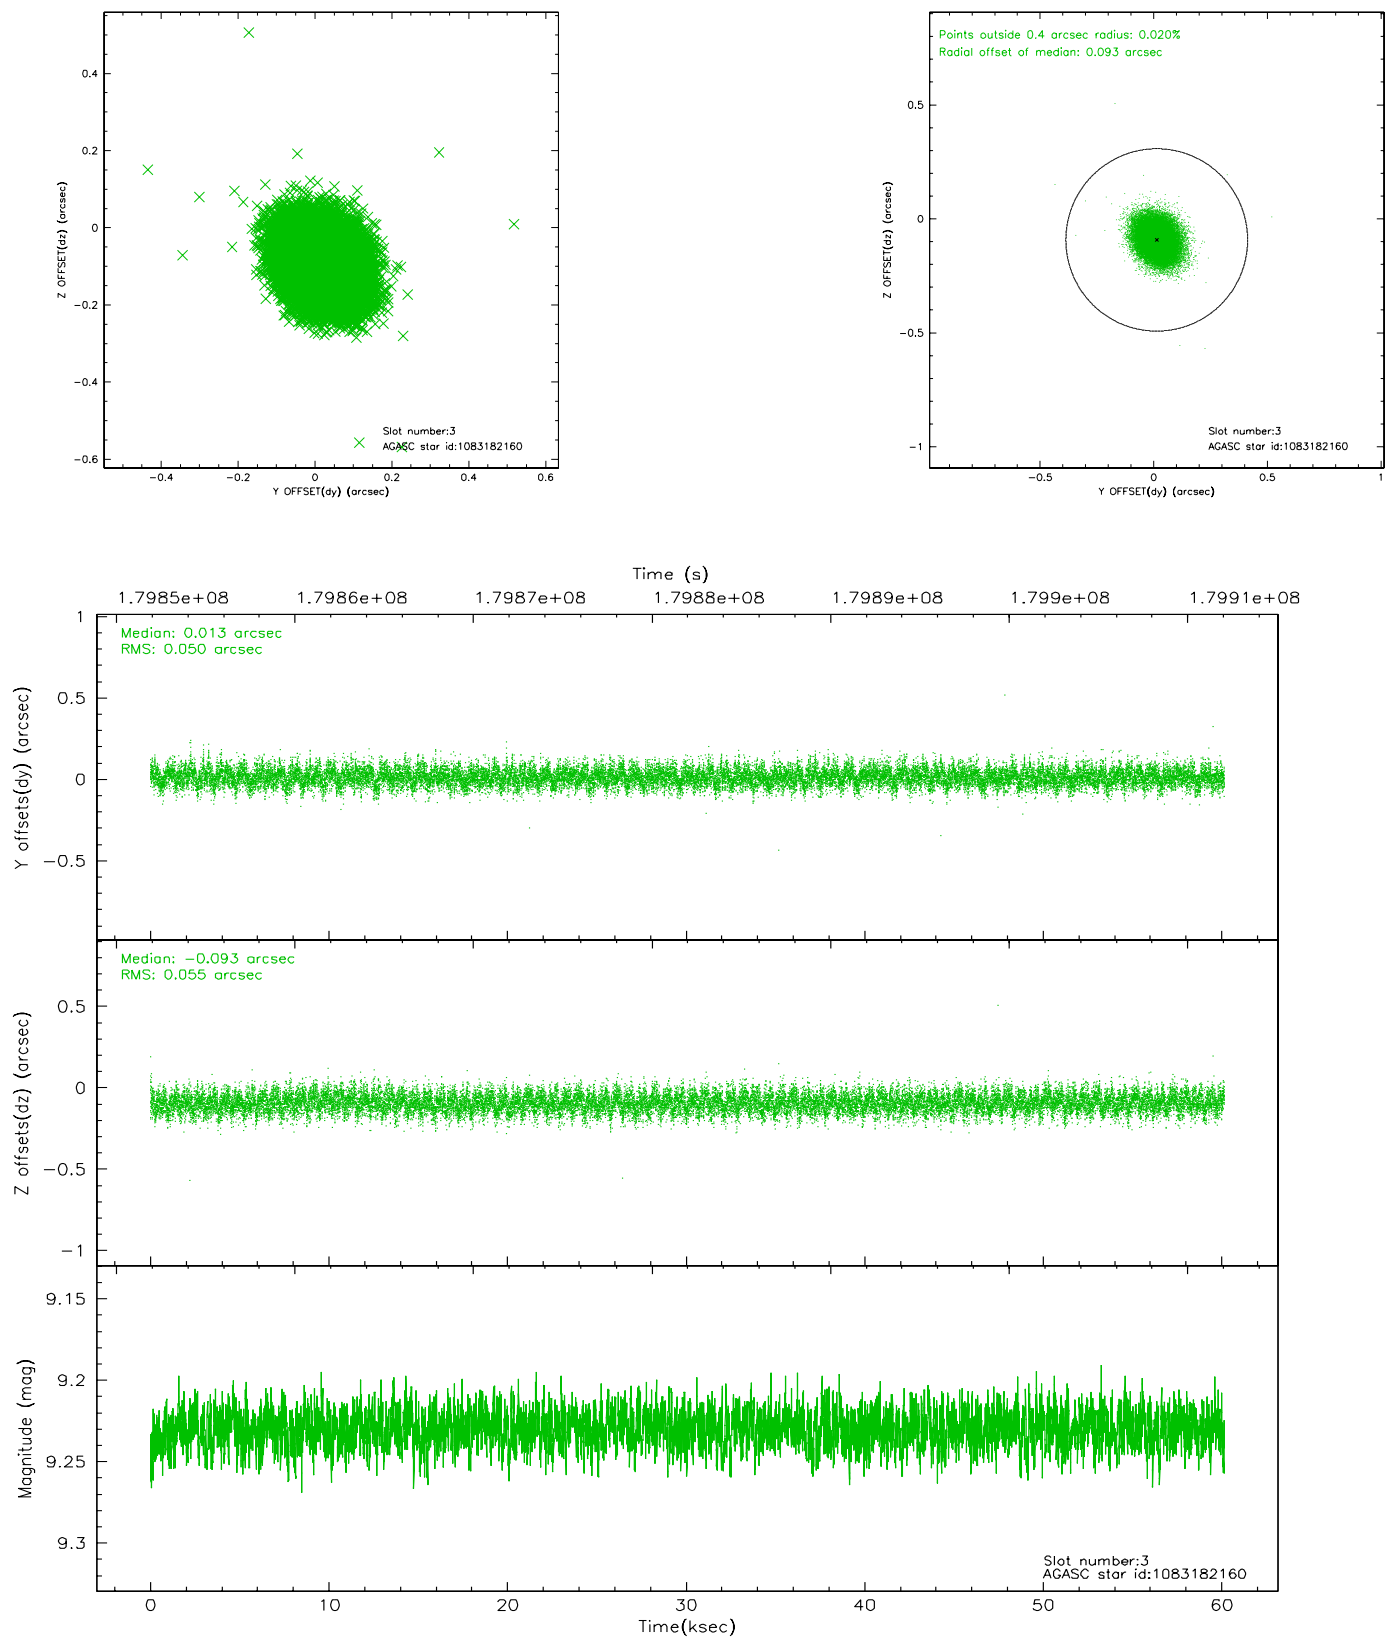 0.4
0.2
0
−0.2
−0.4
−0.6
Z OFFSET(dz) (arcsec)
Slot number:3
AGASC star id:1083182160
−0.4 −0.2 0 0.2 0.4 0.6
Y OFFSET(dy) (arcsec)
Points outside 0.4 arcsec radius: 0.020%
Radial offset of median: 0.093 arcsec
0.5
0
−0.5
−1
Z OFFSET(dz) (arcsec)
Slot number:3
AGASC star id:1083182160
−0.5 0 0.5 1
Y OFFSET(dy) (arcsec)
Time (s)
1.7985e+08 1.7986e+08 1.7987e+08 1.7988e+08 1.7989e+08 1.799e+08 1.7991e+08
Median: 0.013 arcsec
RMS: 0.050 arcsec
1
0.5
0
−0.5
Y offsets(dy) (arcsec)
Median: −0.093 arcsec
RMS: 0.055 arcsec
0.5
0
−0.5
−1
Z offsets(dz) (arcsec)
9.15
9.2
9.25
9.3
Magnitude (mag)
Slot number:3
AGASC star id:1083182160
0 10 20 30 40 50 60
Time(ksec)